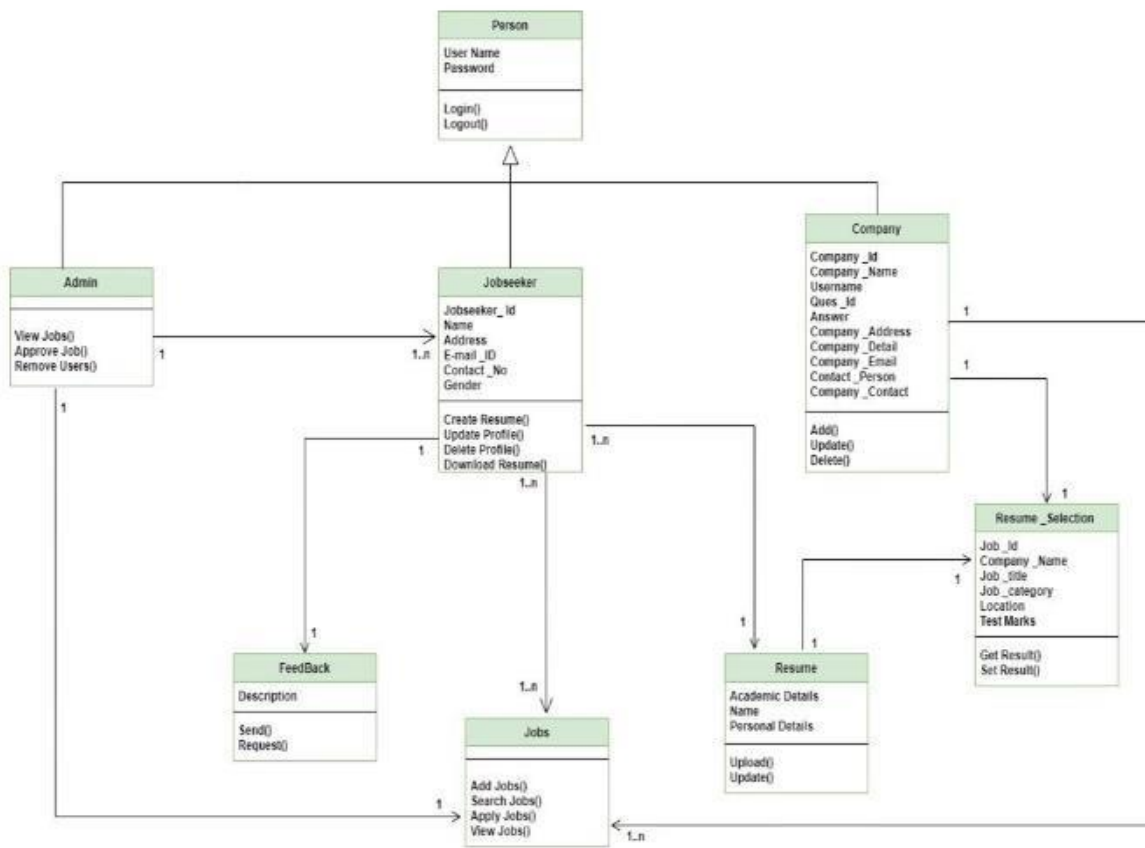 Person
User Name
Password
Login()
Logout()
Company
Company _Id
Company _Name
Username
Ques _Id
Answer
Company _Address
Company _Detail
Company _Email
Contact _Person
Company _Contact
Add()
Update()
Delete()
Admin
View Jobs()
Approve Job()
Remove Users()
Jobseeker
Jobseeker_ Id
Name
Address
E-mail _ID
Contact _No
Gender
Create Resume()
Update Profile()
Delete Profile()
Download Resume()
1
1..n
1
1
1
1
1..n
1..n
1
Resume _Selection
Job _Id
Company _Name
Job _title
Job _category
Location
Test Marks
Get Result()
Set Result()
1
1
1
1
FeedBack
Description
Send()
Request()
Resume
Academic Details
Name
Personal Details
Upload()
Update()
1..n
Jobs
Add Jobs()
Search Jobs()
Apply Jobs()
View Jobs()
1
1..n